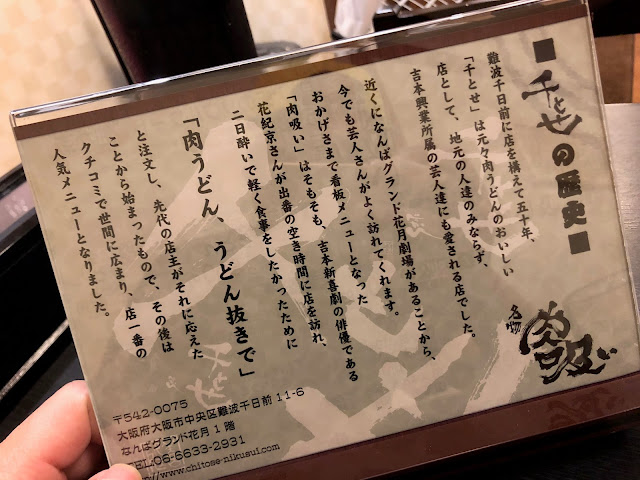 ■千とせの歴史■
難波千日前に店を構えて五十年、
「千とせ」は元々肉うどんのおいしい
店として、地元の人達のみならず、
吉本興業所属の芸人達にも愛される店でした。
近くになんばグランド花月劇場があることから、
今でも芸人さんがよく訪れてくれます。
おかげさまで看板メニューとなった
「肉吸い」はそもそも、吉本新喜劇の俳優である
花紀京さんが出番の空き時間に店を訪れ、
二日酔いで軽く食事をしたかったために
「肉うどん、うどん抜きで」
と注文し、先代の店主がそれに応えた
ことから始まったもので、その後は
クチコミで世間に広まり、店一番の
人気メニューとなりました。
名物
肉吸い
〒542-0075
大阪府大阪市中央区難波千日前 11-6
なんばグランド花月 1階
TEL:06-6633-2931
http://www.chitose-nikusui.com